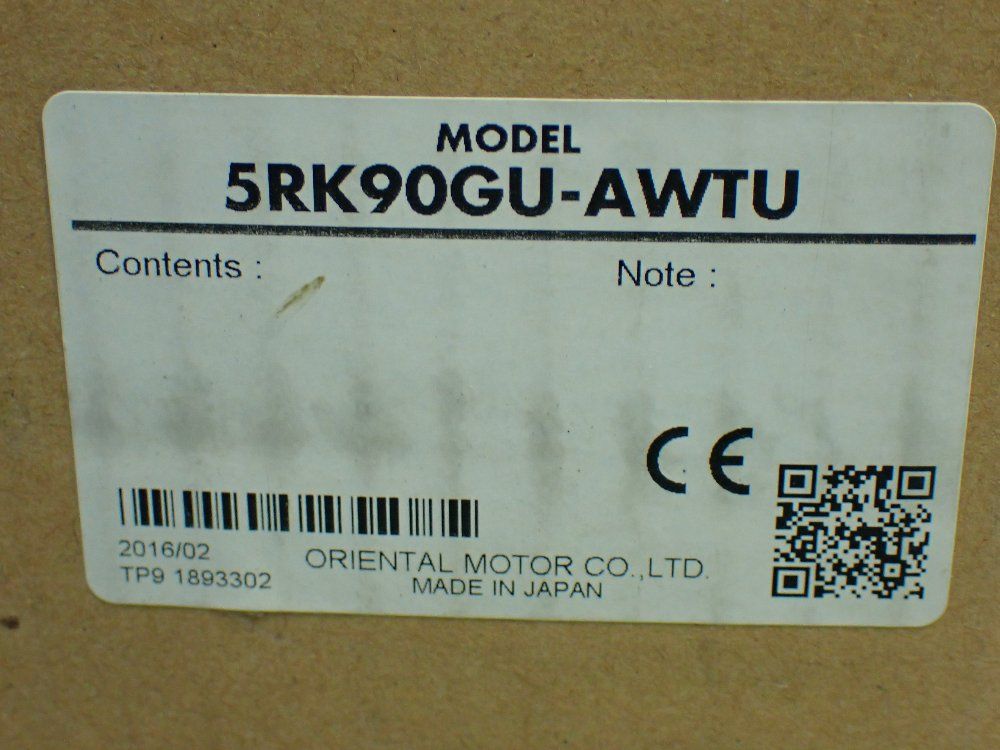 MODEL
5RK90GU-AWTU
Contents :
Note :
CE
2016/02
TP9 1893302
ORIENTAL MOTOR CO.,LTD.
MADE IN JAPAN